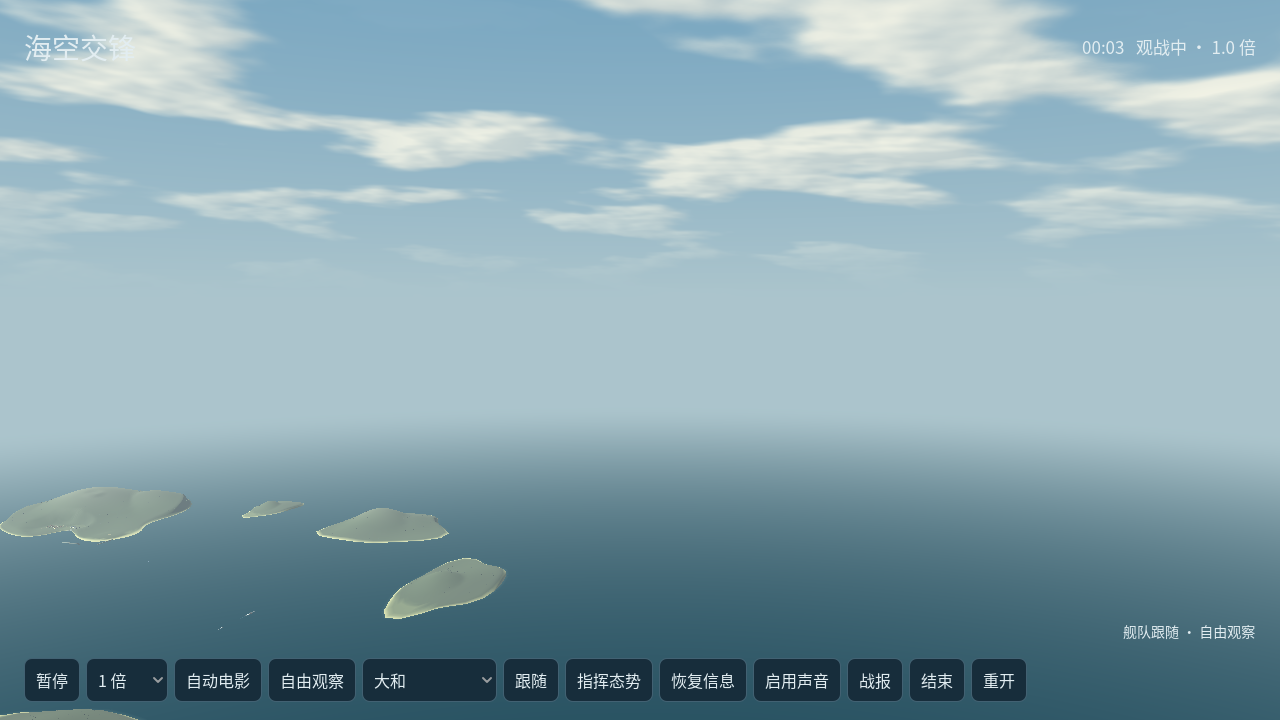 海空交锋
00:03 观战中 · 1.0 倍
舰队跟随 · 自由观察
暂停 1 倍 自动电影 自由观察 大和 跟随 指挥态势 恢复信息 启用声音 战报 结束 重开